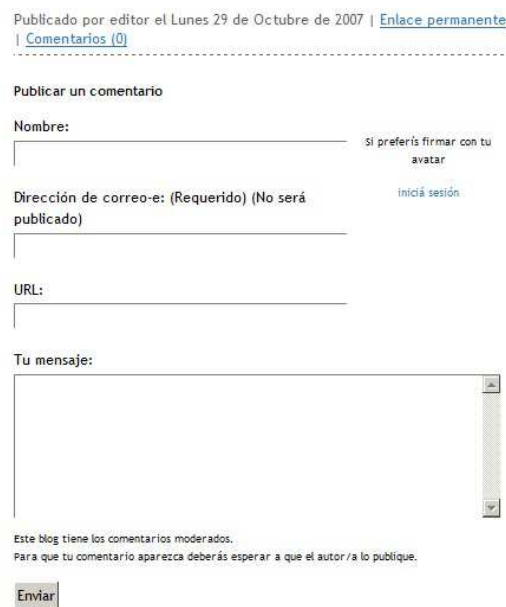 Publicado por editor el Lunes 29 de Octubre de 2007 | Enlace permanente
| Comentarios (0)
Publicar un comentario
Nombre:
Si preferís firmar con tu
avatar
iniciá sesión
Dirección de correo-e: (Requerido) (No será
publicado)
URL:
Tu mensaje:
Este blog tiene los comentarios moderados.
Para que tu comentario aparezca deberás esperar a que el autor/a lo publique.
Enviar